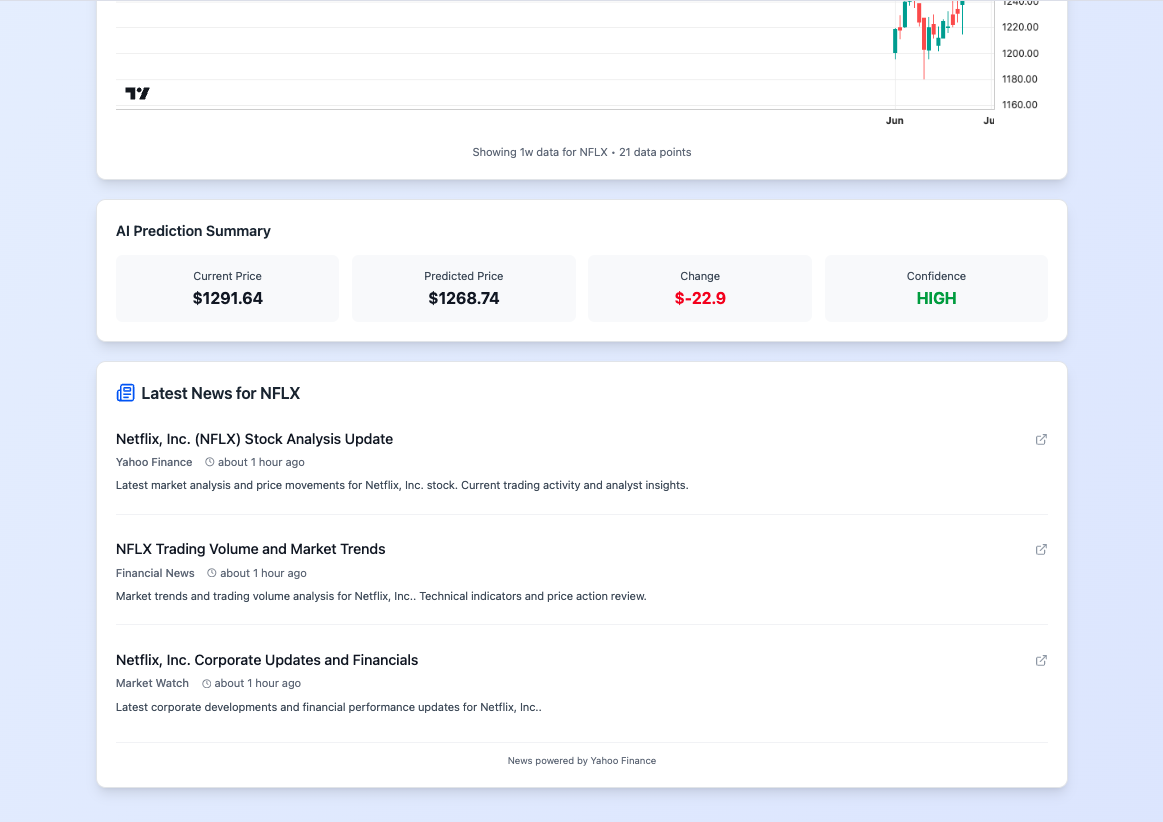 1240.00
1220.00
1200.00
1180.00
1160.00
Jun
Ju
Showing 1w data for NFLX • 21 data points
AI Prediction Summary
Current Price
$1291.64
Predicted Price
$1268.74
Change
$-22.9
Confidence
HIGH
Latest News for NFLX
Netflix, Inc. (NFLX) Stock Analysis Update
Yahoo Finance about 1 hour ago
Latest market analysis and price movements for Netflix, Inc. stock. Current trading activity and analyst insights.
NFLX Trading Volume and Market Trends
Financial News about 1 hour ago
Market trends and trading volume analysis for Netflix, Inc.. Technical indicators and price action review.
Netflix, Inc. Corporate Updates and Financials
Market Watch about 1 hour ago
Latest corporate developments and financial performance updates for Netflix, Inc..
News powered by Yahoo Finance